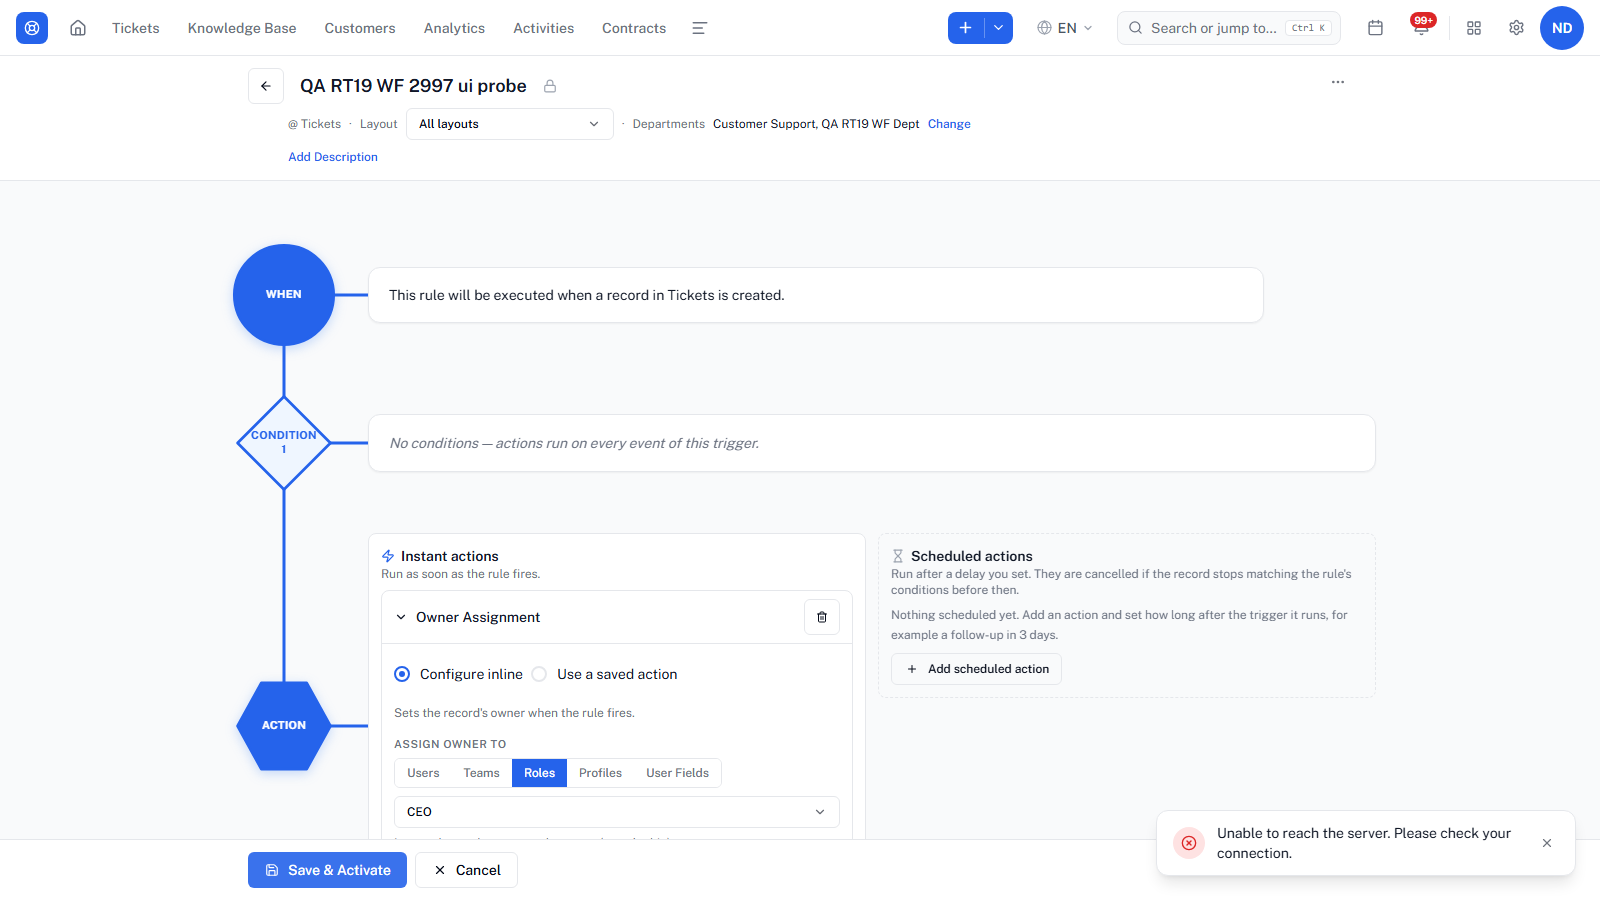 Tickets
Knowledge Base
Customers
Analytics
Activities
Contracts
EN
Search or jump to...
Ctrl K
99+
ND
QA RT19 WF 2997 ui probe
@ Tickets · Layout
All layouts
· Departments Customer Support, QA RT19 WF Dept Change
Add Description
WHEN
This rule will be executed when a record in Tickets is created.
CONDITION
1
No conditions — actions run on every event of this trigger.
Instant actions
Run as soon as the rule fires.
Owner Assignment
Configure inline
Use a saved action
Sets the record's owner when the rule fires.
ASSIGN OWNER TO
Users
Teams
Roles
Profiles
User Fields
CEO
ACTION
Scheduled actions
Run after a delay you set. They are cancelled if the record stops matching the rule's
conditions before then.
Nothing scheduled yet. Add an action and set how long after the trigger it runs, for
example a follow-up in 3 days.
Add scheduled action
Save & Activate
Cancel
Unable to reach the server. Please check your
connection.